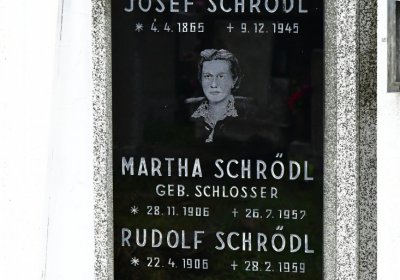 JOSEF SCHRÖDL
* 4. 4. 1865 + 9. 12. 1945
MARTHA SCHRÖDL
GEB. SCHLOSSER
* 28. 11. 1906 + 26. 7. 1957
RUDOLF SCHRÖDL
* 22. 4. 1906 + 28. 2. 1959